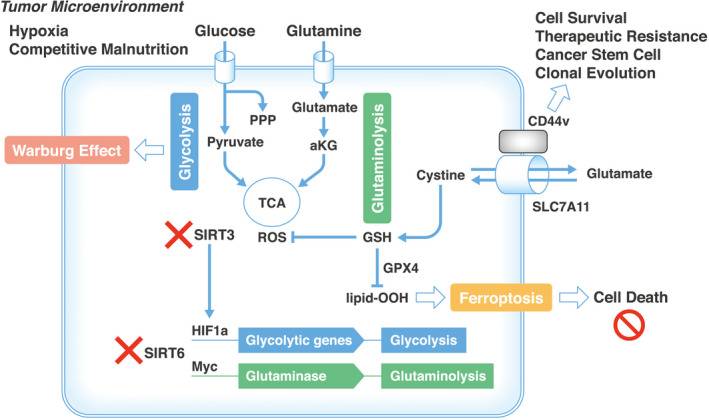 Tumor Microenvironment
Hypoxia
Competitive Malnutrition
Glucose
Glutamine
Cell Survival
Therapeutic Resistance
Cancer Stem Cell
Clonal Evolution
CD44v
Warburg Effect
Glycolysis
PPP
Pyruvate
Glutamate
aKG
Glutaminolysis
Cystine
Glutamate
SLC7A11
TCA
SIRT3
ROS
GSH
GPX4
lipid-OOH
Ferroptosis
Cell Death
HIF1a
Glycolytic genes
Glycolysis
SIRT6
Myc
Glutaminase
Glutaminolysis